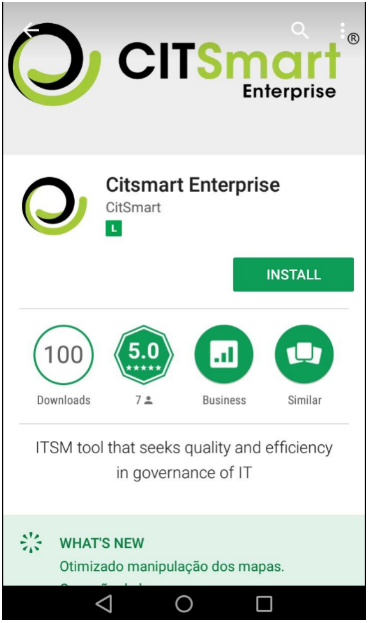 CITSmart®
Enterprise
Citsmart Enterprise
CitSmart
L
INSTALL
100
5.0
Downloads
7
Business
Similar
ITSM tool that seeks quality and efficiency
in governance of IT
WHAT'S NEW
Otimizado manipulação dos mapas.